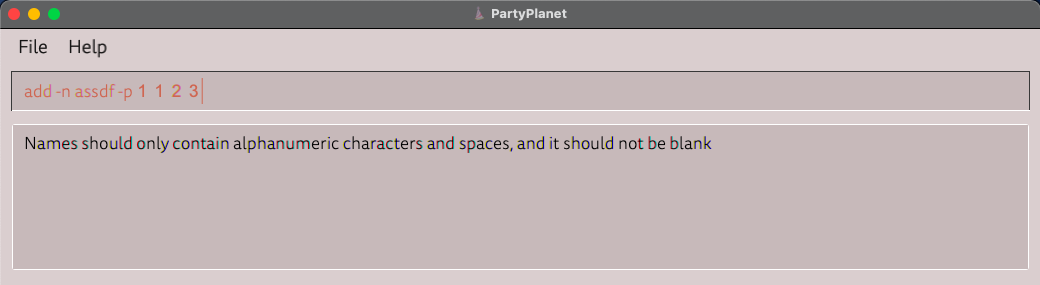 PartyPlanet
File Help
add -n assdf -p 1 1 2 3
Names should only contain alphanumeric characters and spaces, and it should not be blank